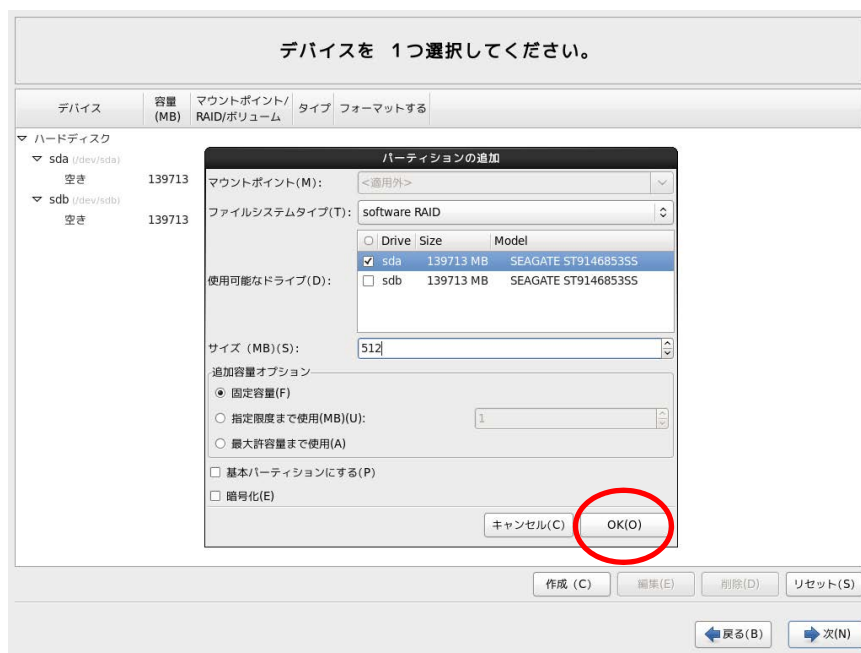 デバイスを 1つ選択してください。
デバイス 容量 (MB) マウントポイント/ RAID/ボリューム タイプ フォーマットする
ハードディスク
sda (/dev/sda)
空き 139713
sdb (/dev/sdb)
空き 139713
パーティションの追加
マウントポイント(M): <適用外>
ファイルシステムタイプ(T): software RAID
使用可能なドライブ(D):
Drive Size Model
sda 139713 MB SEAGATE ST9146853SS
sdb 139713 MB SEAGATE ST9146853SS
サイズ (MB)(S): 512
追加容量オプション
固定容量(F)
指定限度まで使用(MB)(U): 1
最大許容量まで使用(A)
基本パーティションにする(P)
暗号化(E)
キャンセル(C) OK(O)
作成 (C) 編集(E) 削除(D) リセット(S)
戻る(B) 次(N)